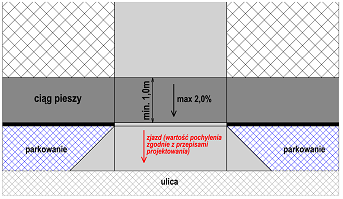 ciąg pieszy
min. 1,0m
max 2,0%
zjazd (wartość pochylenia
zgodnie z przepisami
projektowania)
parkowanie
parkowanie
ulica